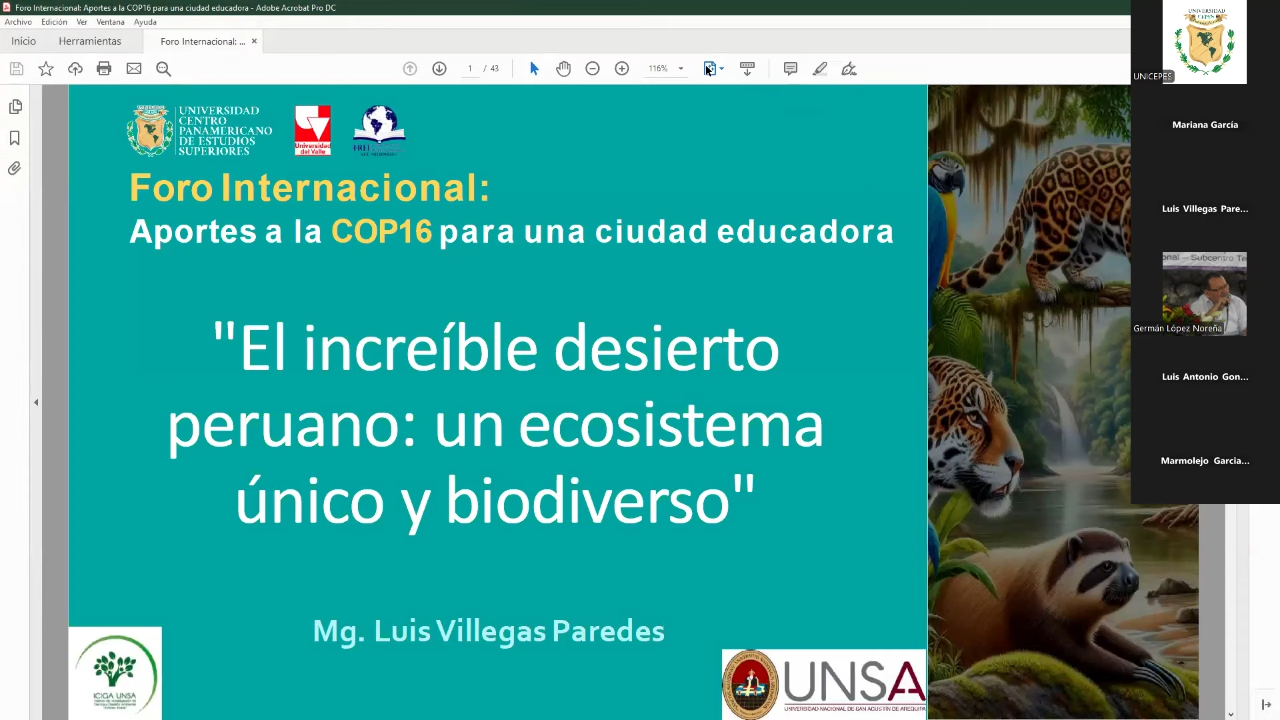 Foro Internacional: Aportes a la COP16 para una ciudad educadora - Adobe Acrobat Pro DC
Archivo Edición Ver Ventana Ayuda
Inicio Herramientas Foro Internacional: ... ×
1 / 43 116%
UNIVERSIDAD
CENTRO
PANAMERICANO
DE ESTUDIOS
SUPERIORES
Universidad
del Valle
Foro Internacional:
Aportes a la COP16 para una ciudad educadora
"El increíble desierto
peruano: un ecosistema
único y biodiverso"
Mg. Luis Villegas Paredes
ICIGA UNSA
UNSA
UNIVERSIDAD NACIONAL DE SAN AGUSTÍN DE AREQUIPA
UNIVERSIDAD
UNICEPES
Mariana García
Luis Villegas Pare...
onal - Subcentro Te
Germán López Noreña
Luis Antonio Gon...
Marmolejo Garcia...